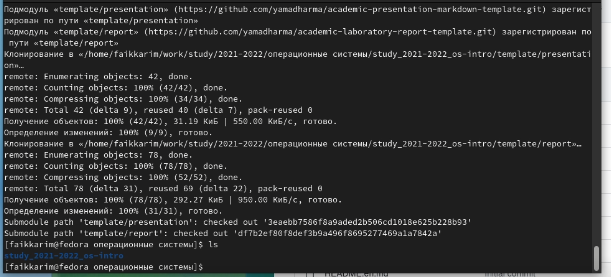 Подмодуль «template/presentation» (https://github.com/yamadharma/academic-presentation-markdown-template.git) зарегист
рирован по пути «template/presentation»
Подмодуль «template/report» (https://github.com/yamadharma/academic-laboratory-report-template.git) зарегистрирован по
пути «template/report»
Клонирование в «/home/faikkarim/work/study/2021-2022/операционные системы/study_2021-2022_os-intro/template/presentati
on»…
remote: Enumerating objects: 42, done.
remote: Counting objects: 100% (42/42), done.
remote: Compressing objects: 100% (34/34), done.
remote: Total 42 (delta 9), reused 40 (delta 7), pack-reused 0
Получение объектов: 100% (42/42), 31.19 КиБ | 550.00 КиБ/с, готово.
Определение изменений: 100% (9/9), готово.
Клонирование в «/home/faikkarim/work/study/2021-2022/операционные системы/study_2021-2022_os-intro/template/report»…
remote: Enumerating objects: 78, done.
remote: Counting objects: 100% (78/78), done.
remote: Compressing objects: 100% (52/52), done.
remote: Total 78 (delta 31), reused 69 (delta 22), pack-reused 0
Получение объектов: 100% (78/78), 292.27 КиБ | 950.00 КиБ/с, готово.
Определение изменений: 100% (31/31), готово.
Submodule path 'template/presentation': checked out '3eaebb7586f8a9aded2b506cd1018e625b228b93'
Submodule path 'template/report': checked out 'df7b2ef80f8def3b9a496f8695277469a1a7842a'
[faikkarim@fedora операционные системы]$ ls
study_2021-2022_os-intro
[faikkarim@fedora операционные системы]$